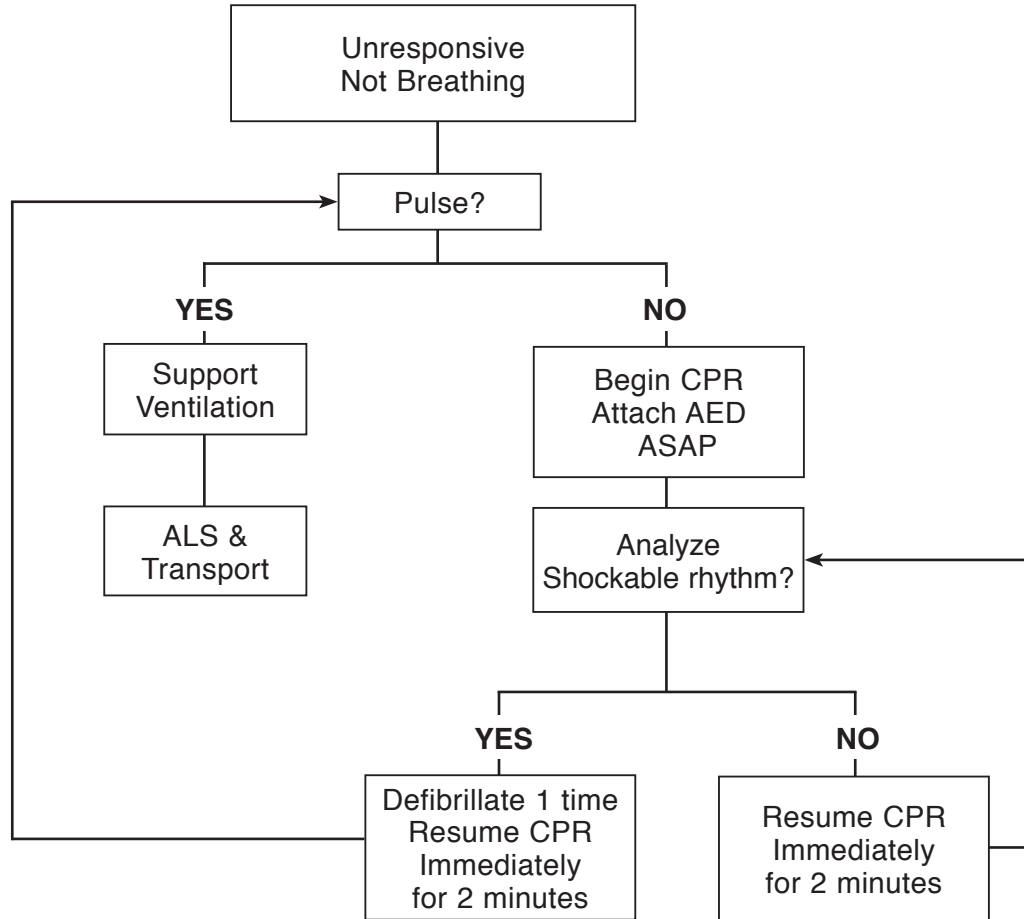 Unresponsive
Not Breathing
Pulse?
YES
NO
Support
Ventilation
Begin CPR
Attach AED
ASAP
ALS &
Transport
Analyze
Shockable rhythm?
YES
NO
Defibrillate 1 time
Resume CPR
Immediately
for 2 minutes
Resume CPR
Immediately
for 2 minutes